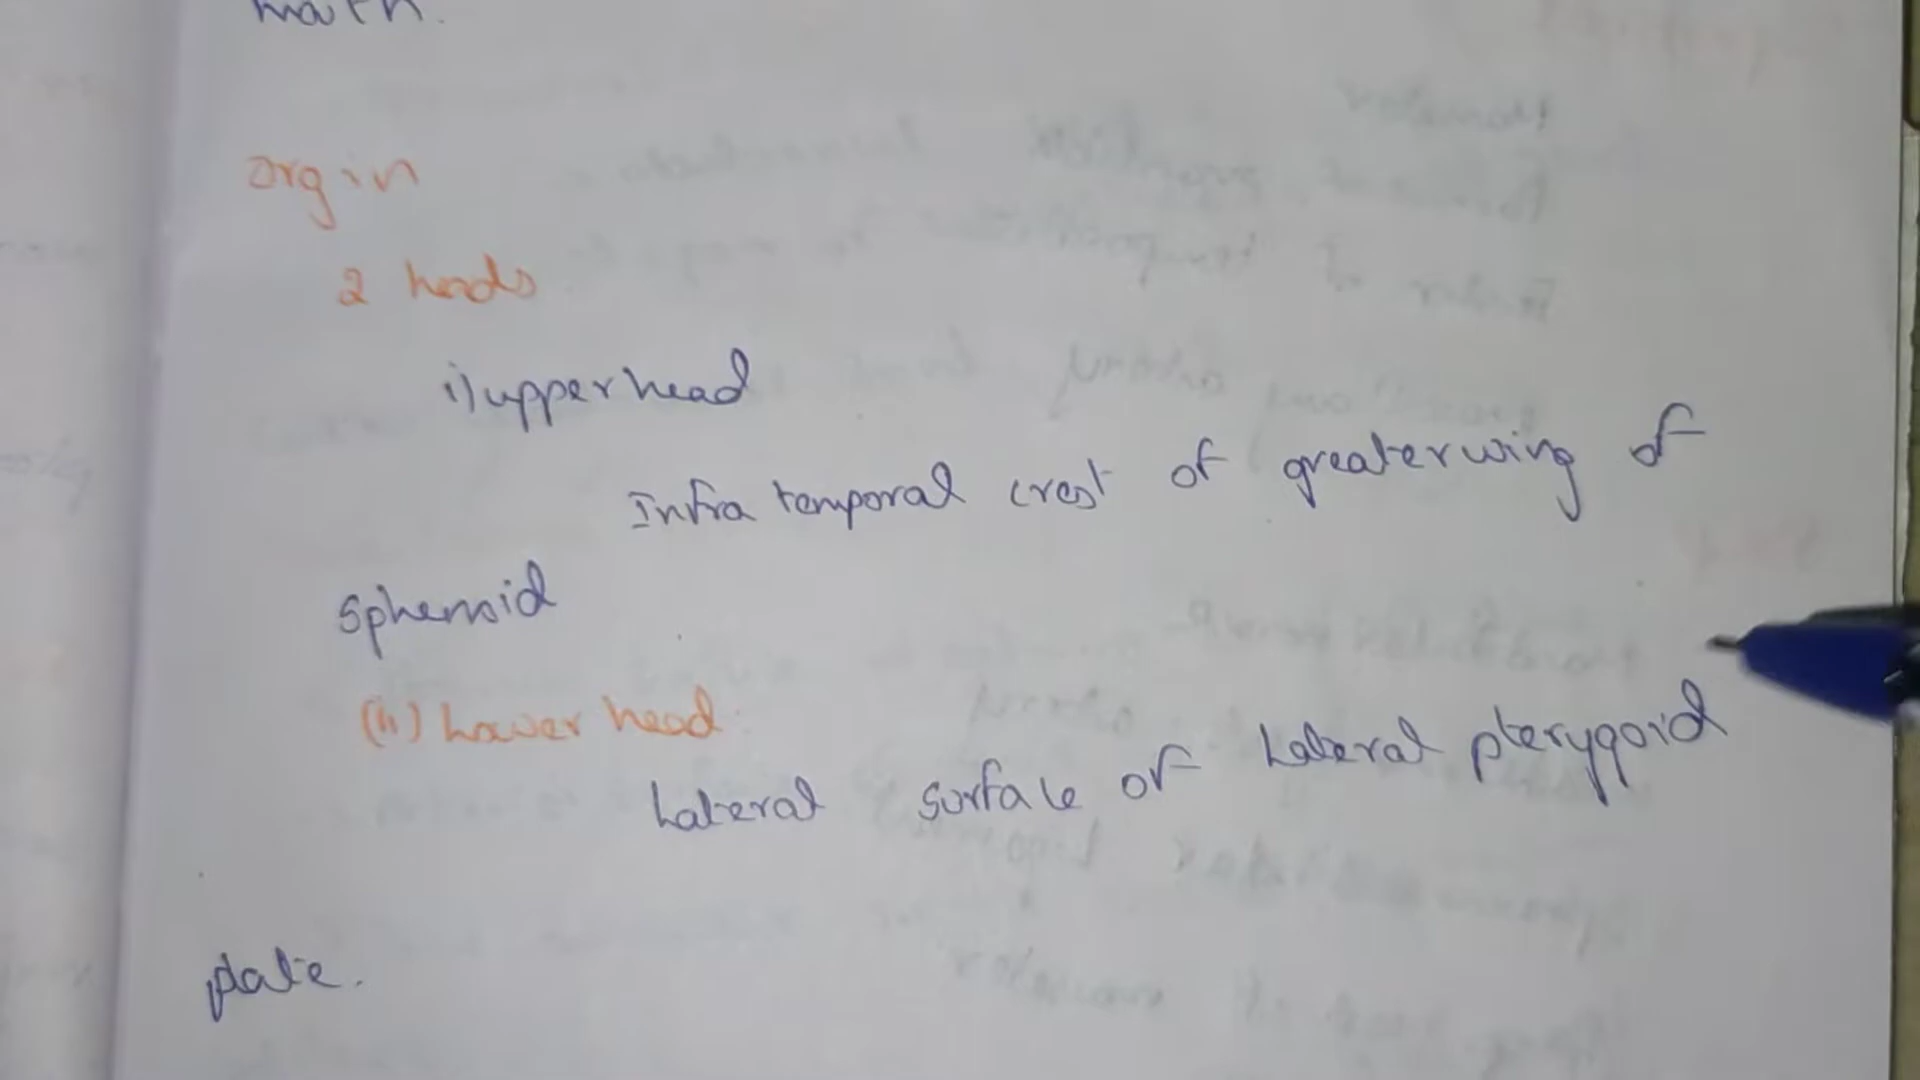 orgin
2 heads
i) upper head
Infra temporal crest of greater wing of
sphenoid
(ii) Lower head
Lateral surface of Lateral pterygoid
plate.